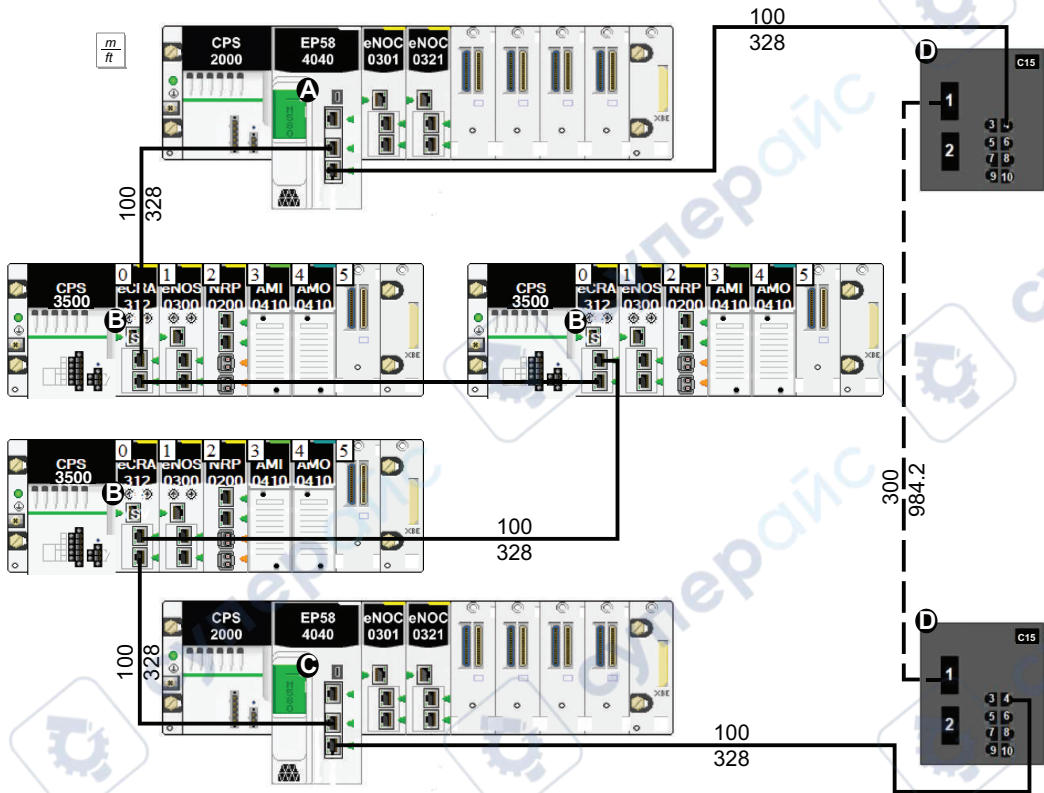 m
ft
CPS
2000
EP58
4040
eNOC
0301
eNOC
0321
A
XBE
100
328
D
C15
1
2
3 4
5 6
7 8
9 10
100
328
0 1 2 3 4 5
CPS
3500
eCRA
312
eNOS
0300
NRP
0200
AMI
0410
AMO
0410
B
S
XBE
0 1 2 3 4 5
CPS
3500
eCRA
312
eNOS
0300
NRP
0200
AMI
0410
AMO
0410
B
S
XBE
300
984.2
0 1 2 3 4 5
CPS
3500
eCRA
312
eNOS
0300
NRP
0200
AMI
0410
AMO
0410
B
S
XBE
100
328
CPS
2000
EP58
4040
eNOC
0301
eNOC
0321
C
XBE
100
328
100
328
D
C15
1
2
3 4
5 6
7 8
9 10
суперайс
суперайс
суперайс